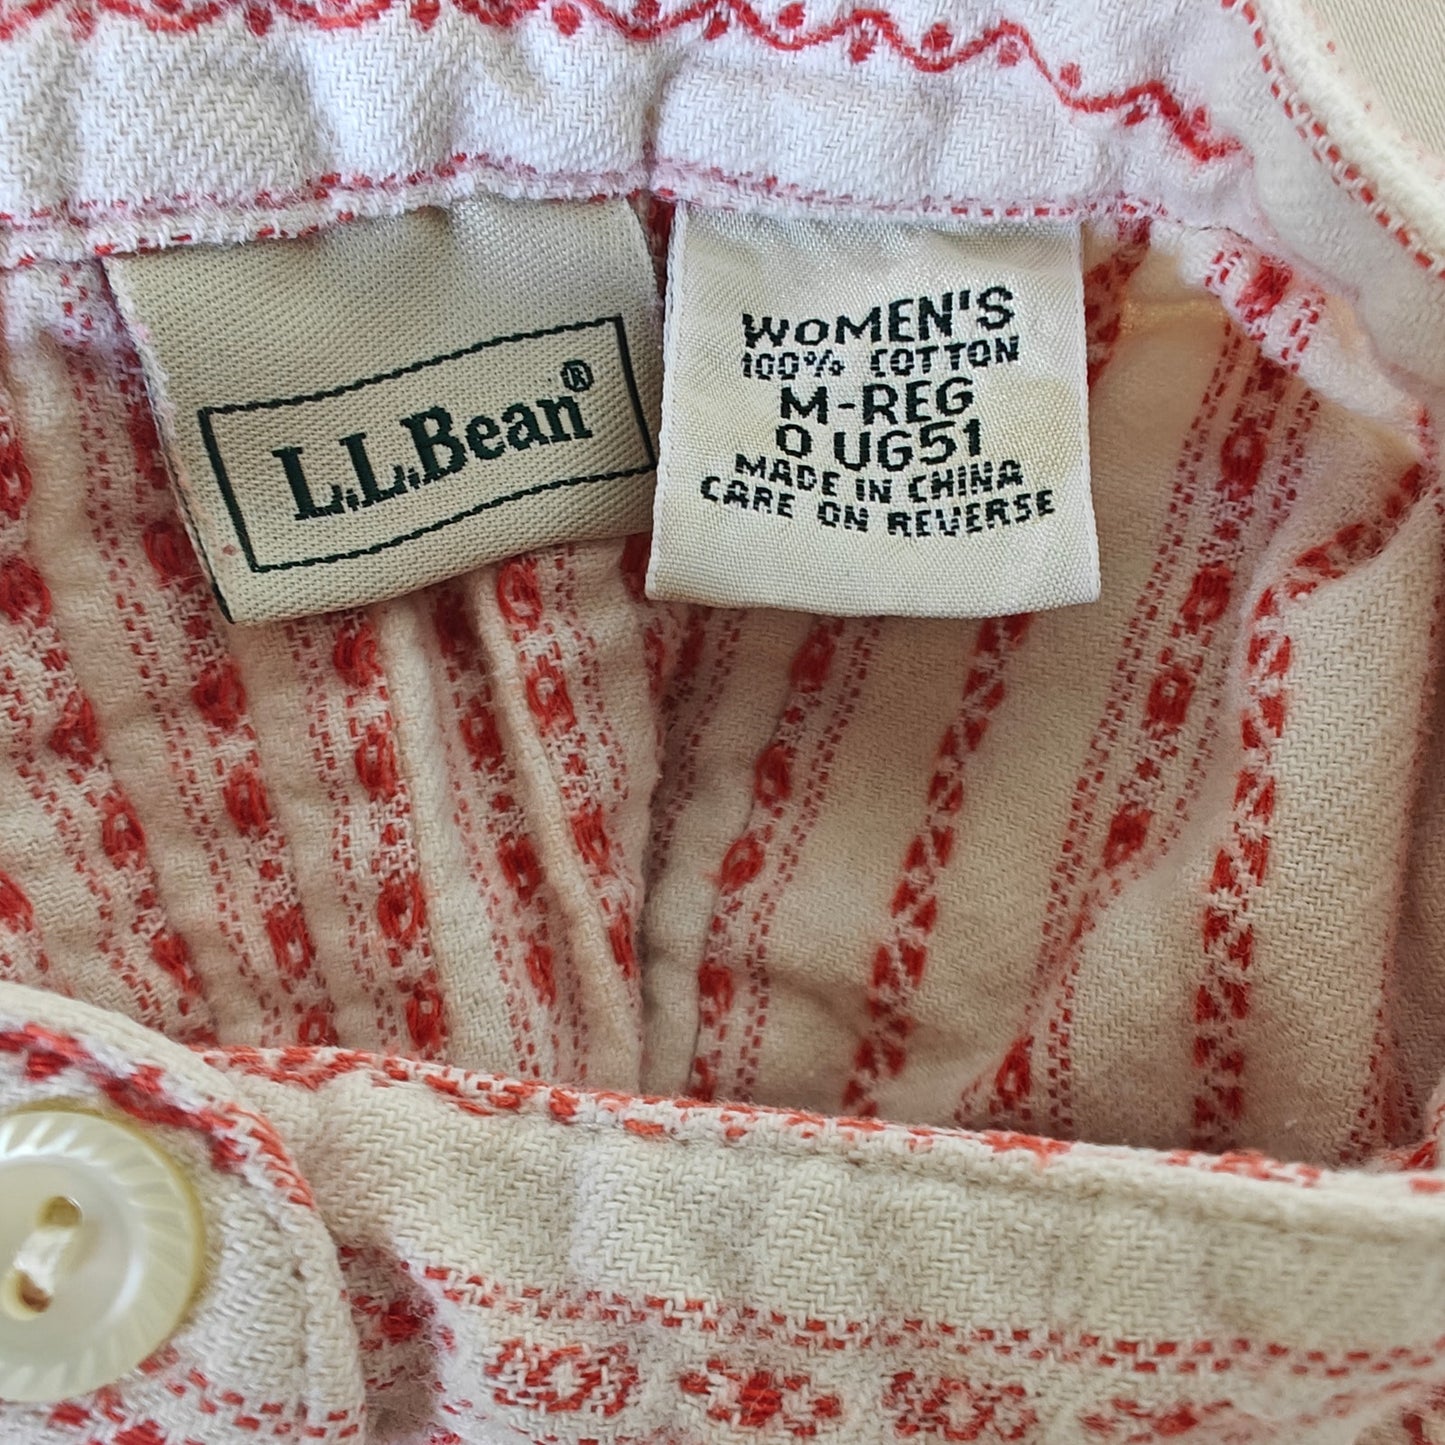 L.L.Bean®
WOMEN'S
100% COTTON
M-REG
0 UG51
MADE IN CHINA
CARE ON REVERSE